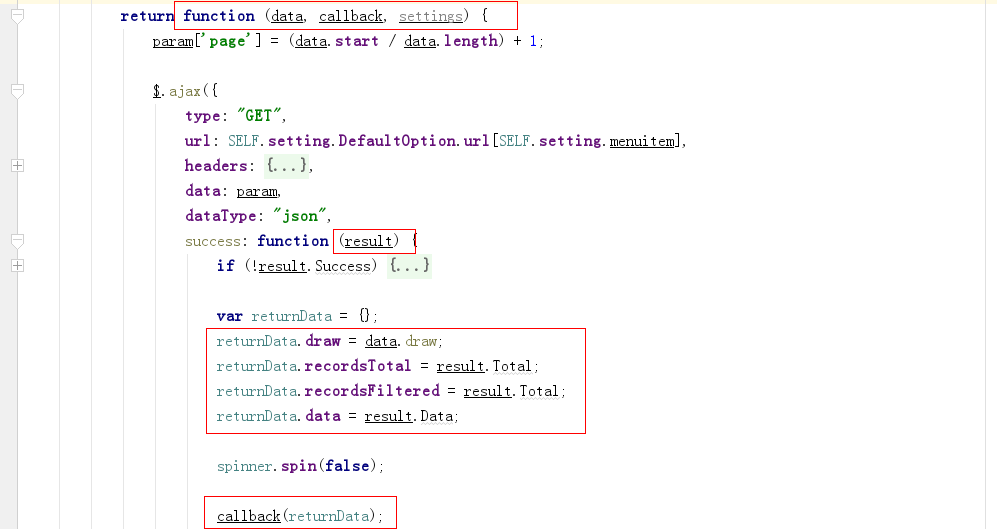 return function (data, callback, settings) {
param['page'] = (data.start / data.length) + 1;
$.ajax({
type: "GET",
url: SELF.setting.DefaultOption.url[SELF.setting.menuitem],
headers: {...},
data: param,
dataType: "json",
success: function (result) {
if (!result.Success) {...}
var returnData = {};
returnData.draw = data.draw;
returnData.recordsTotal = result.Total;
returnData.recordsFiltered = result.Total;
returnData.data = result.Data;
spinner.spin(false);
callback(returnData);